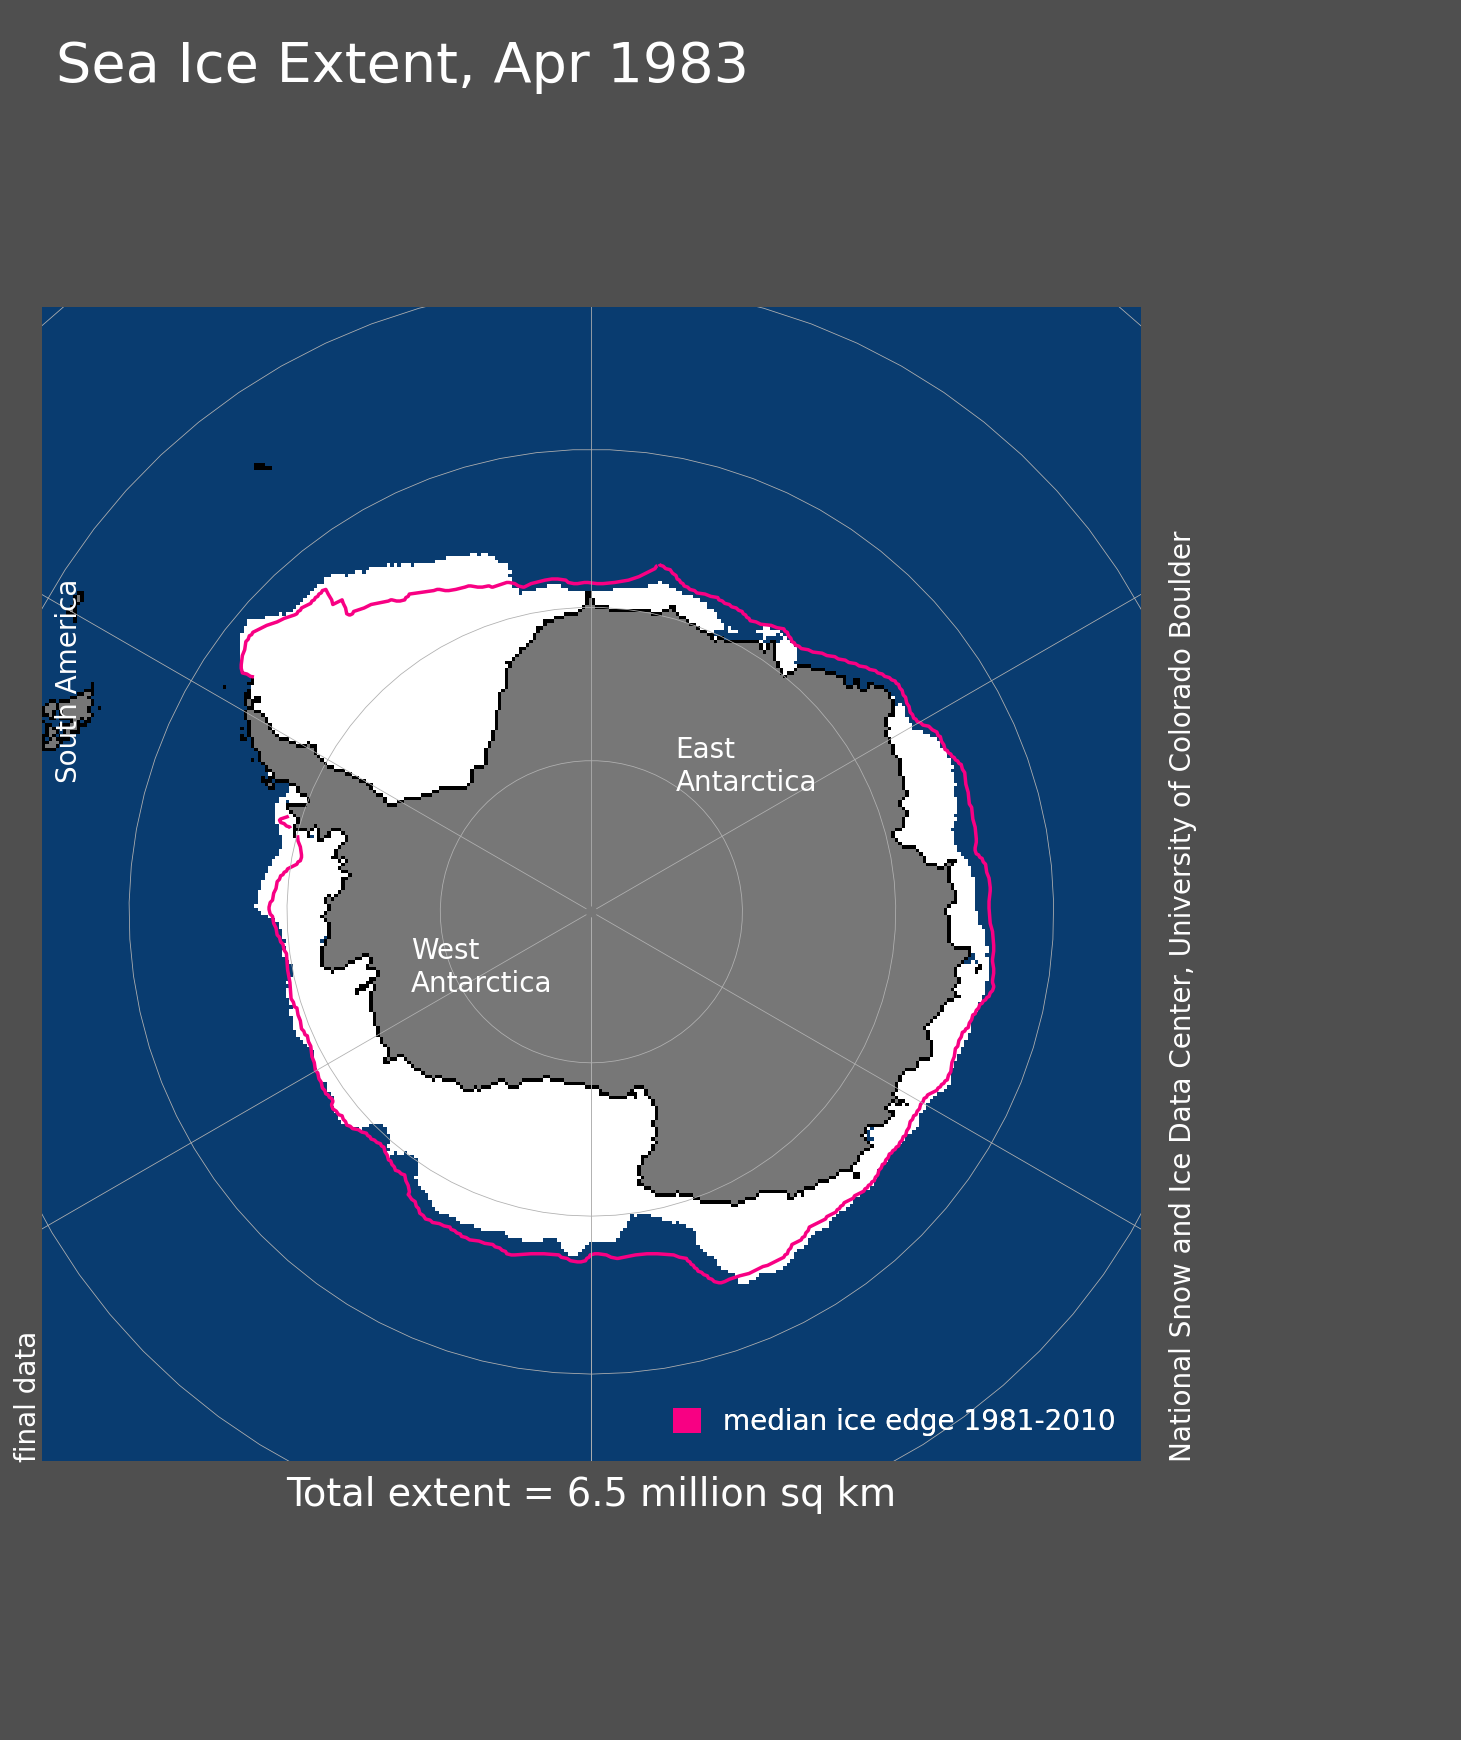 Sea Ice Extent, Apr 1983
South America
East
Antarctica
West
Antarctica
median ice edge 1981-2010
Total extent = 6.5 million sq km
final data
National Snow and Ice Data Center, University of Colorado Boulder